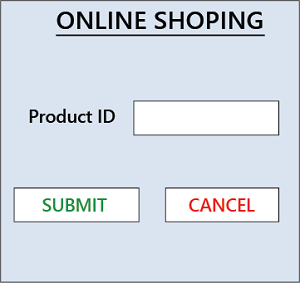 ONLINE SHOPING
Product ID
SUBMIT CANCEL